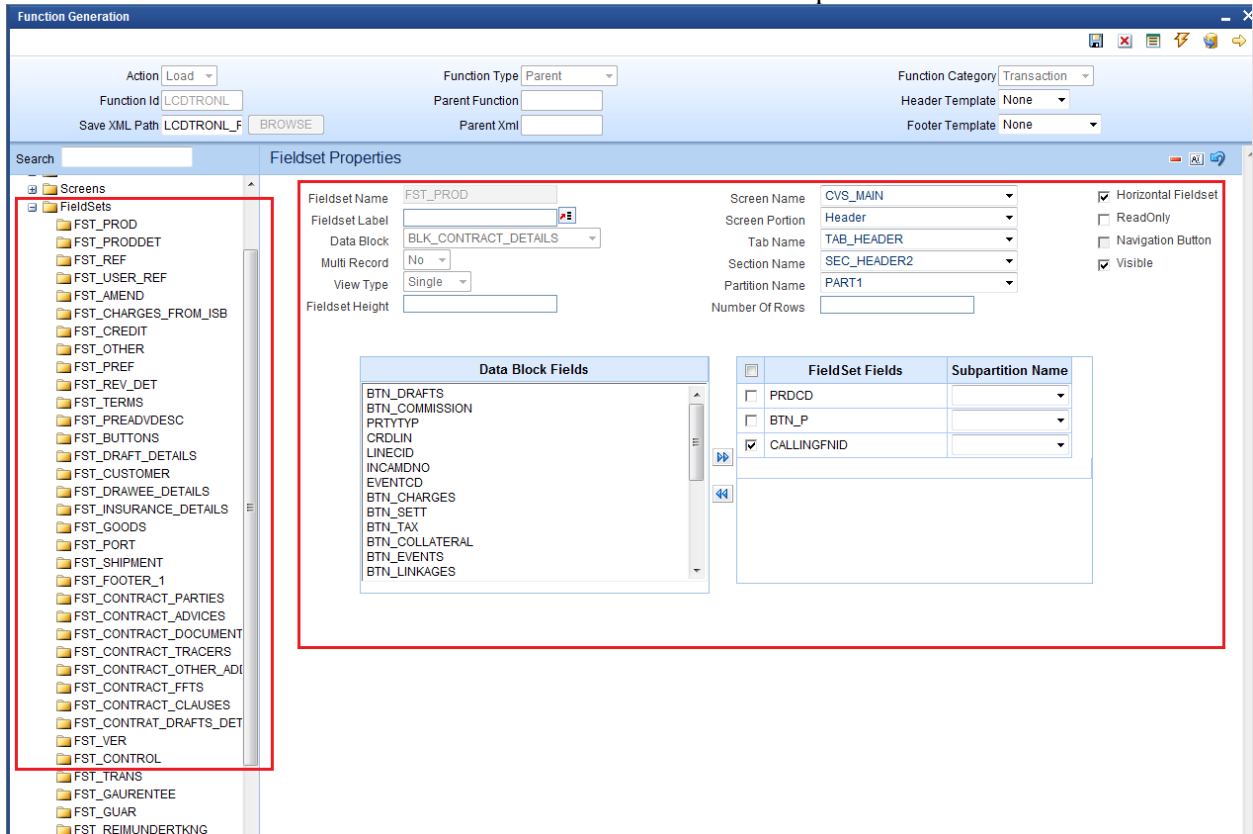 Function Generation
Action Load Function Type Parent Function Category Transaction
Function Id LCDTRONL Parent Function Header Template None
Save XML Path LCDTRONL_F BROWSE Parent Xml Footer Template None
Search Fieldset Properties
Screens
FieldSets
FST_PROD
FST_PRODDET
FST_REF
FST_USER_REF
FST_AMEND
FST_CHARGES_FROM_ISB
FST_CREDIT
FST_OTHER
FST_PREF
FST_REV_DET
FST_TERMS
FST_PREADVDESC
FST_BUTTONS
FST_DRAFT_DETAILS
FST_CUSTOMER
FST_DRAWEE_DETAILS
FST_INSURANCE_DETAILS
FST_GOODS
FST_PORT
FST_SHIPMENT
FST_FOOTER_1
FST_CONTRACT_PARTIES
FST_CONTRACT_ADVICES
FST_CONTRACT_DOCUMENT
FST_CONTRACT_TRACERS
FST_CONTRACT_OTHER_ADD
FST_CONTRACT_FFTS
FST_CONTRACT_CLAUSES
FST_CONTRAT_DRAFTS_DET
FST_VER
FST_CONTROL
FST_TRANS
FST_GAURENTEE
FST_GUAR
FST_REIMUNDERTKNG
Fieldset Name FST_PROD Screen Name CVS_MAIN Horizontal Fieldset
Fieldset Label Screen Portion Header ReadOnly
Data Block BLK_CONTRACT_DETAILS Tab Name TAB_HEADER Navigation Button
Multi Record No Section Name SEC_HEADER2 Visible
View Type Single Partition Name PART1
Fieldset Height Number Of Rows
Data Block Fields
BTN_DRAFTS
BTN_COMMISSION
PRTYTYP
CRDLIN
LINECID
INCAMDNO
EVENTCD
BTN_CHARGES
BTN_SETT
BTN_TAX
BTN_COLLATERAL
BTN_EVENTS
BTN_LINKAGES
FieldSet Fields Subpartition Name
PRDCD
BTN_P
CALLINGFNID